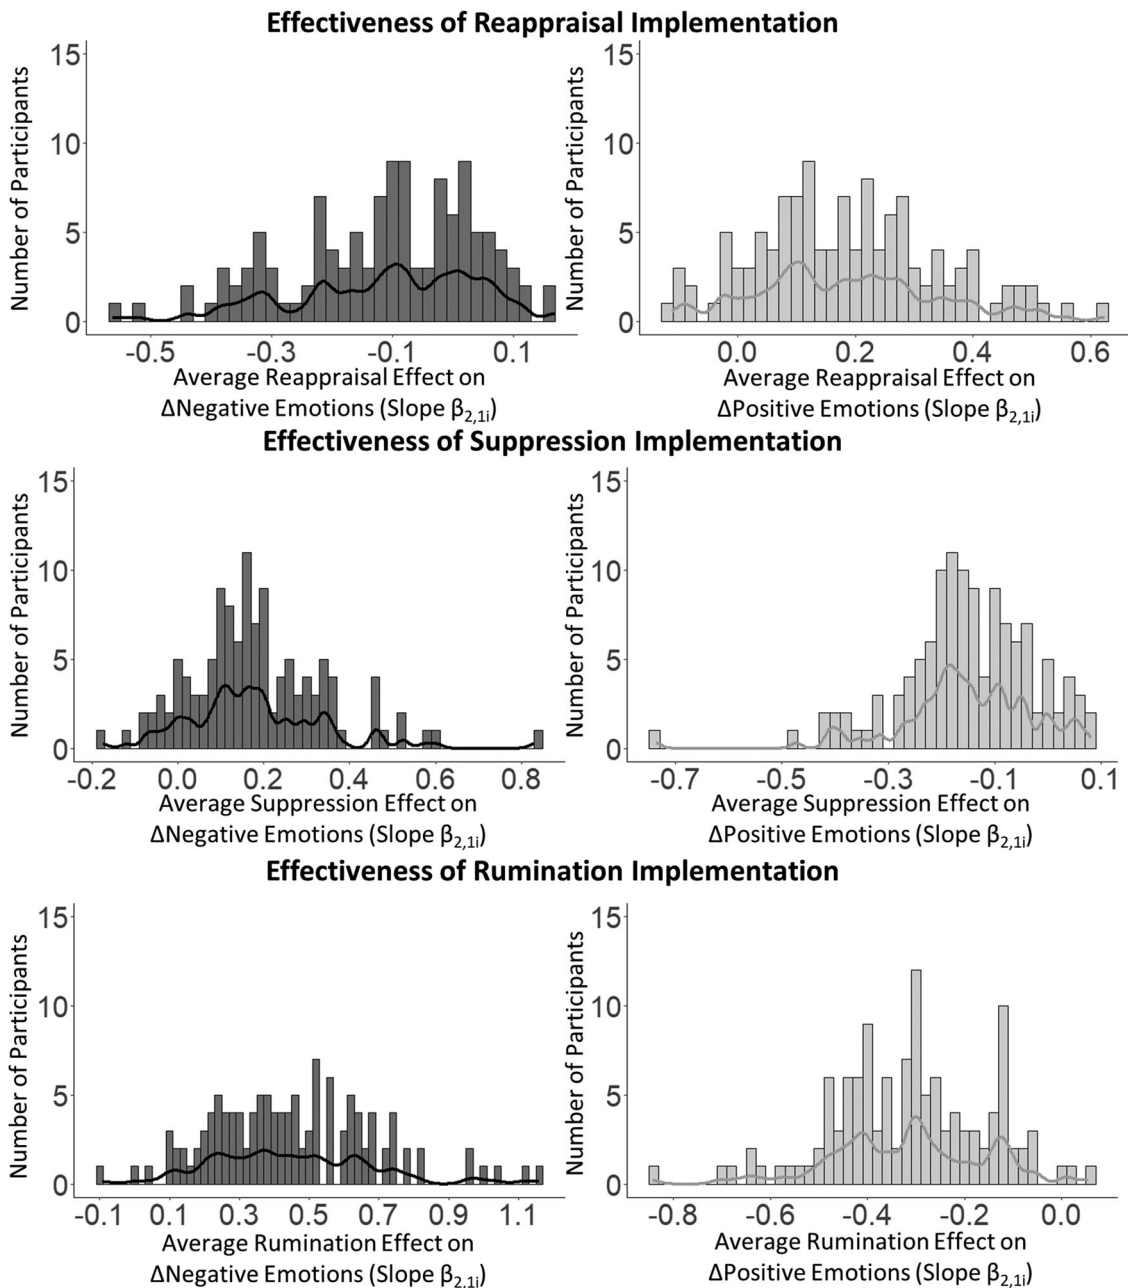 Effectiveness of Reappraisal Implementation
Number of Participants
15
10
5
0
-0.5 -0.3 -0.1 0.1
Average Reappraisal Effect on
ΔNegative Emotions (Slope β2,1i)
Number of Participants
15
10
5
0
0.0 0.2 0.4 0.6
Average Reappraisal Effect on
ΔPositive Emotions (Slope β2,1i)
Effectiveness of Suppression Implementation
Number of Participants
15
10
5
0
-0.2 0.0 0.2 0.4 0.6 0.8
Average Suppression Effect on
ΔNegative Emotions (Slope β2,1i)
Number of Participants
15
10
5
0
-0.7 -0.5 -0.3 -0.1 0.1
Average Suppression Effect on
ΔPositive Emotions (Slope β2,1i)
Effectiveness of Rumination Implementation
Number of Participants
15
10
5
0
-0.1 0.1 0.3 0.5 0.7 0.9 1.1
Average Rumination Effect on
ΔNegative Emotions (Slope β2,1i)
Number of Participants
15
10
5
0
-0.8 -0.6 -0.4 -0.2 0.0
Average Rumination Effect on
ΔPositive Emotions (Slope β2,1i)